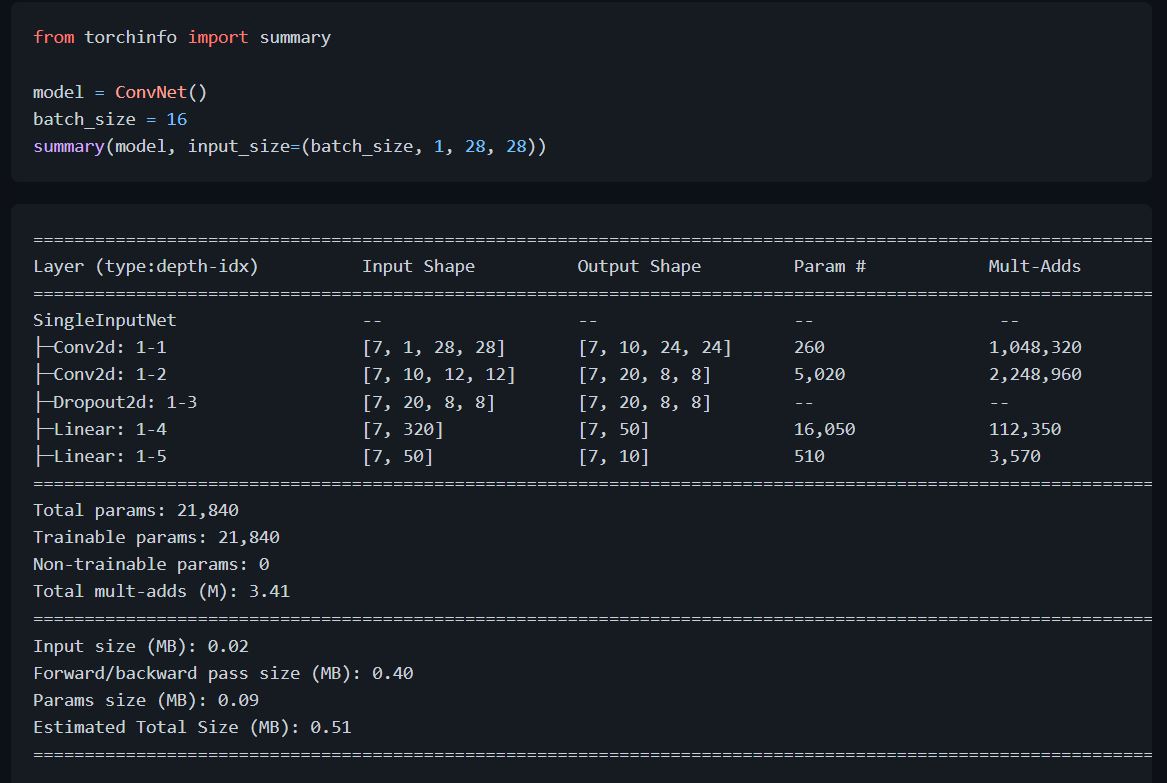 from torchinfo import summary
model = ConvNet()
batch_size = 16
summary(model, input_size=(batch_size, 1, 28, 28))
================================================================================================================
Layer (type:depth-idx) Input Shape Output Shape Param # Mult-Adds
================================================================================================================
SingleInputNet -- -- -- --
├─Conv2d: 1-1 [7, 1, 28, 28] [7, 10, 24, 24] 260 1,048,320
├─Conv2d: 1-2 [7, 10, 12, 12] [7, 20, 8, 8] 5,020 2,248,960
├─Dropout2d: 1-3 [7, 20, 8, 8] [7, 20, 8, 8] -- --
├─Linear: 1-4 [7, 320] [7, 50] 16,050 112,350
├─Linear: 1-5 [7, 50] [7, 10] 510 3,570
================================================================================================================
Total params: 21,840
Trainable params: 21,840
Non-trainable params: 0
Total mult-adds (M): 3.41
================================================================================================================
Input size (MB): 0.02
Forward/backward pass size (MB): 0.40
Params size (MB): 0.09
Estimated Total Size (MB): 0.51
================================================================================================================